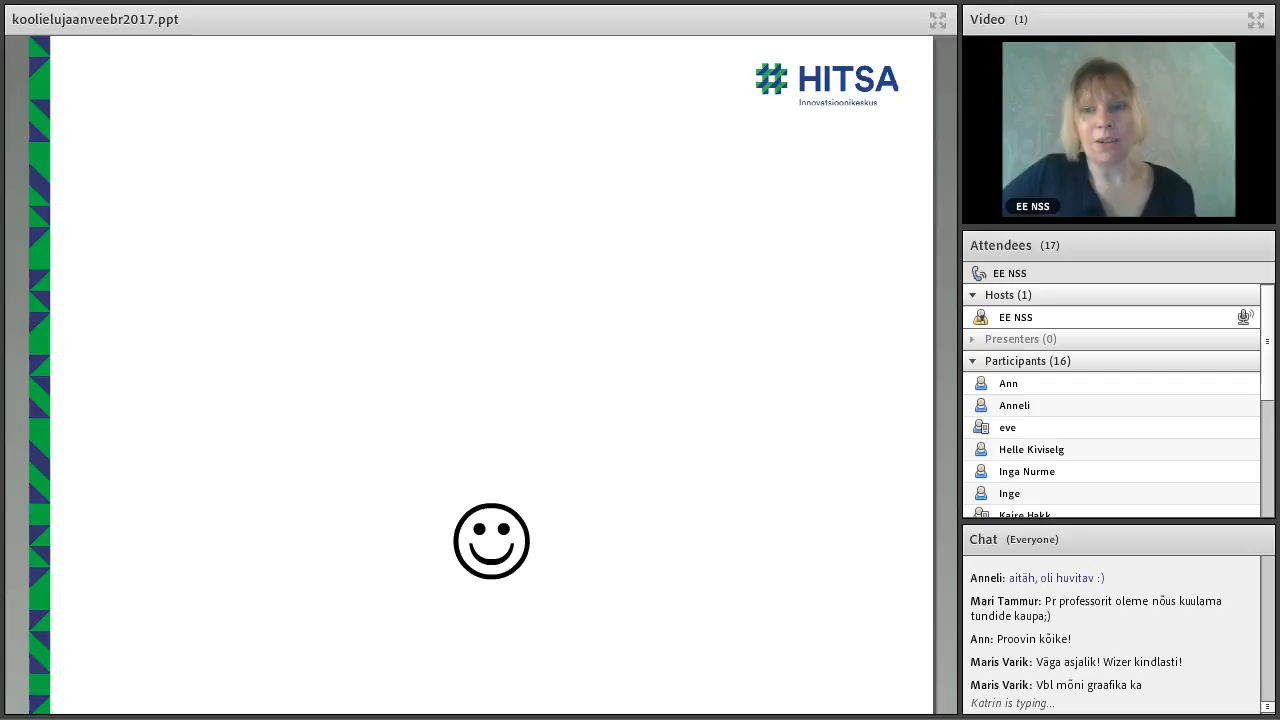 koolielujaanveebr2017.ppt
HITSA
Innovatsioonikeskus
Video (1)
EE NSS
Attendees (17)
EE NSS
Hosts (1)
EE NSS
Presenters (0)
Participants (16)
Ann
Anneli
eve
Helle Kiviselg
Inga Nurme
Inge
Kaire Hakk
Chat (Everyone)
Anneli: aitäh, oli huvitav :)
Mari Tammur: Pr professorit oleme nõus kuulama
tundide kaupa;)
Ann: Proovin kõike!
Maris Varik: Väga asjalik! Wizer kindlasti!
Maris Varik: Vbl mõni graafika ka
Katrin is typing...